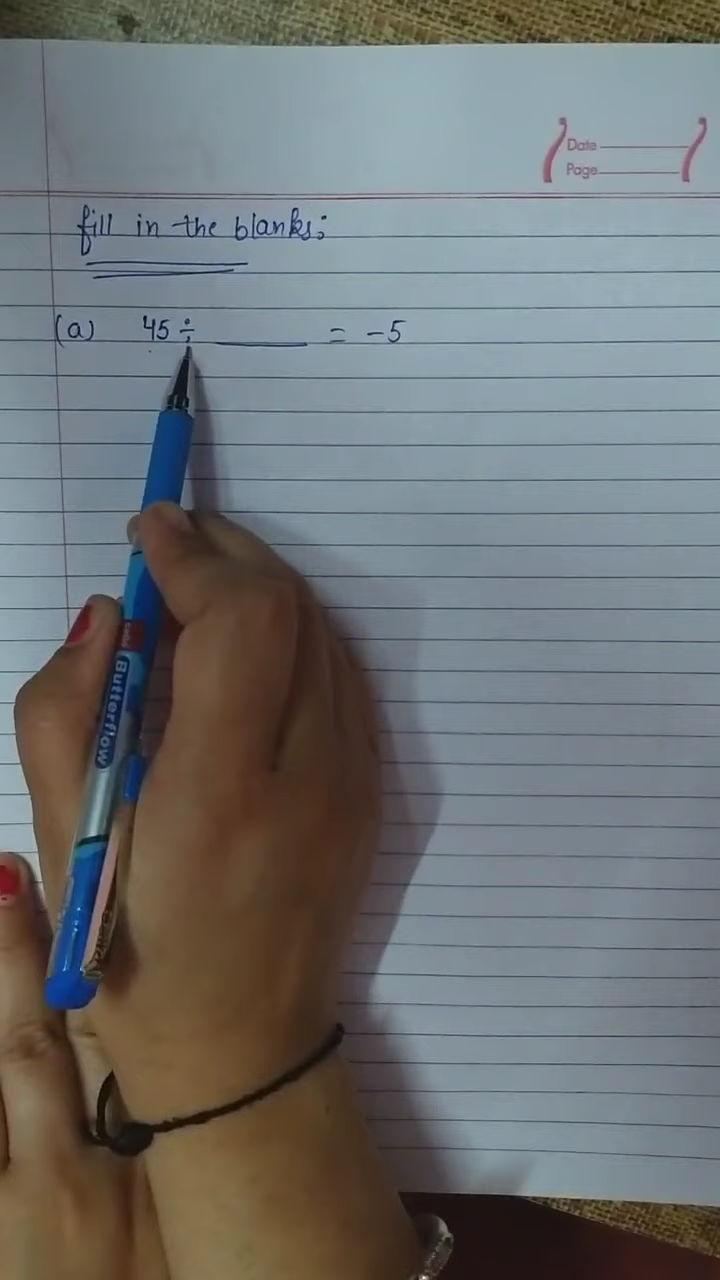 Date
Page
fill in the blanks:
(a) 45 ÷ ____ = -5
Butterflow